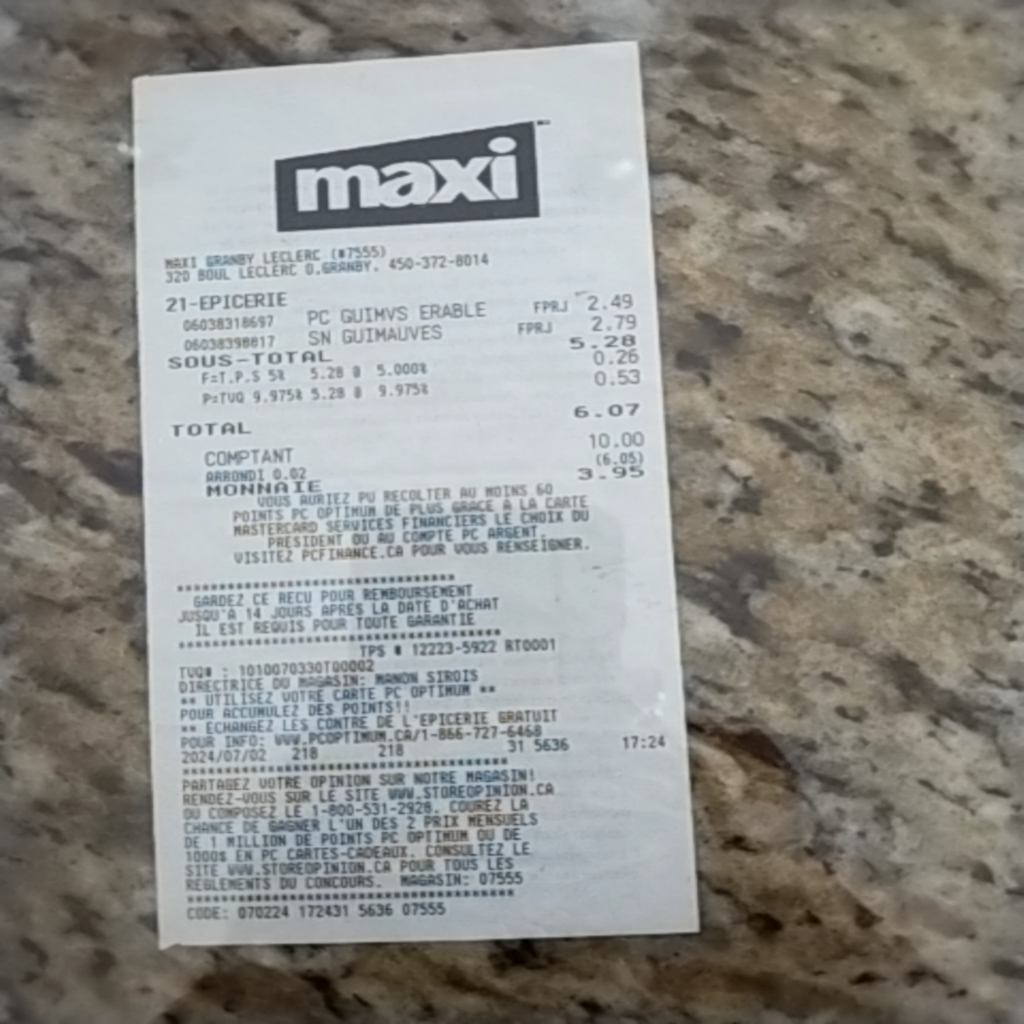 maxi
MAXI GRANBY LECLERC (#7555)
320 BOUL LECLERC O.GRANBY. 450-372-8014
21-EPICERIE
06038318697 PC GUIMVS ERABLE FPRJ 2.49
06038398817 SN GUIMAUVES FPRJ 2.79
SOUS-TOTAL 5.28
F=T.P.S 5% 5.28 @ 5.000% 0.26
P=TVQ 9.975% 5.28 @ 9.975% 0.53
TOTAL 6.07
COMPTANT 10.00
ARRONDI 0.02 (6.05)
MONNAIE 3.95
VOUS AURIEZ PU RECOLTER AU MOINS 60
POINTS PC OPTIMUM DE PLUS GRACE A LA CARTE
MASTERCARD SERVICES FINANCIERS LE CHOIX DU
PRESIDENT OU AU COMPTE PC ARGENT.
VISITEZ PCFINANCE.CA POUR VOUS RENSEIGNER.
********************************
GARDEZ CE RECU POUR REMBOURSEMENT
JUSQU'A 14 JOURS APRES LA DATE D'ACHAT
IL EST REQUIS POUR TOUTE GARANTIE
********************************
TPS # 12223-5922 RT0001
TVQ# : 1010070330TQ0002
DIRECTRICE DU MAGASIN: MANON SIROIS
** UTILISEZ VOTRE CARTE PC OPTIMUM **
POUR ACCUMULEZ DES POINTS!!
** ECHANGEZ LES CONTRE DE L'EPICERIE GRATUIT
POUR INFO: WWW.PCOPTIMUM.CA/1-866-727-6468
2024/07/02 218 218 31 5636 17:24
********************************
PARTAGEZ VOTRE OPINION SUR NOTRE MAGASIN!
RENDEZ-VOUS SUR LE SITE WWW.STOREOPINION.CA
OU COMPOSEZ LE 1-800-531-2928. COUREZ LA
CHANCE DE GAGNER L'UN DES 2 PRIX MENSUELS
DE 1 MILLION DE POINTS PC OPTIMUM OU DE
1000$ EN PC CARTES-CADEAUX. CONSULTEZ LE
SITE WWW.STOREOPINION.CA POUR TOUS LES
REGLEMENTS DU CONCOURS. MAGASIN: 07555
********************************
CODE: 070224 172431 5636 07555